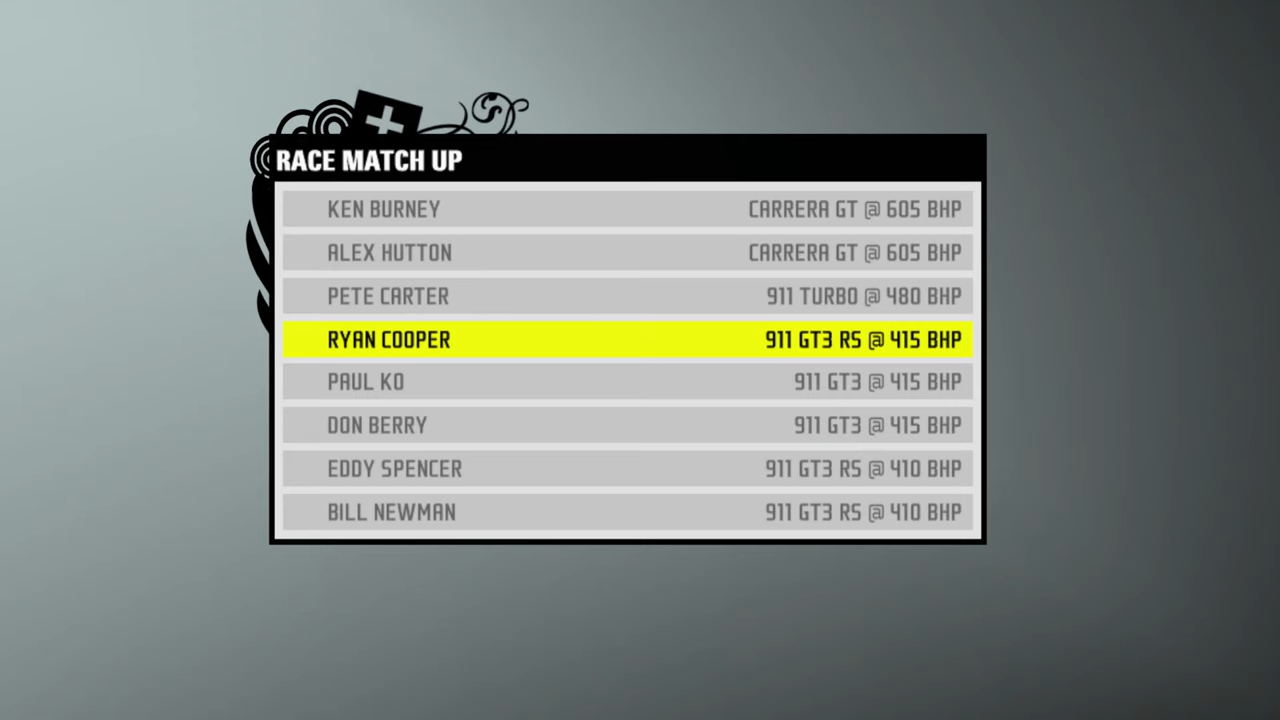 RACE MATCH UP
KEN BURNEY CARRERA GT @ 605 BHP
ALEX HUTTON CARRERA GT @ 605 BHP
PETE CARTER 911 TURBO @ 480 BHP
RYAN COOPER 911 GT3 RS @ 415 BHP
PAUL KO 911 GT3 @ 415 BHP
DON BERRY 911 GT3 @ 415 BHP
EDDY SPENCER 911 GT3 RS @ 410 BHP
BILL NEWMAN 911 GT3 RS @ 410 BHP